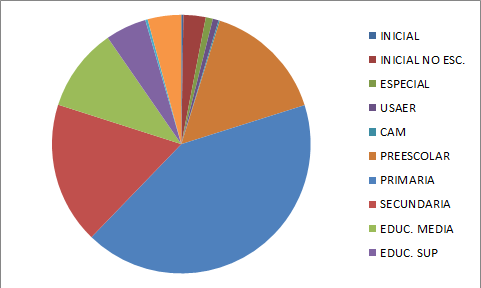 INICIAL
INICIAL NO ESC.
ESPECIAL
USAER
CAM
PREESCOLAR
PRIMARIA
SECUNDARIA
EDUC. MEDIA
EDUC. SUP